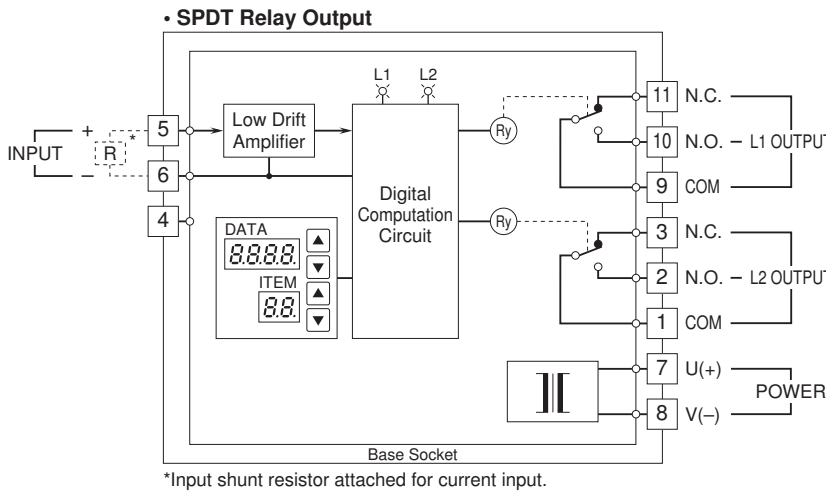 • SPDT Relay Output
L1 L2
11 N.C.
5 Low Drift Amplifier Ry 10 N.O. L1 OUTPUT
INPUT + R * −
6 9 COM
4 Digital Computation Circuit
DATA
8.8.8.8. ▲ ▼
ITEM
8.8. ▲ ▼
Ry 3 N.C.
2 N.O. L2 OUTPUT
1 COM
7 U(+)
POWER
8 V(–)
Base Socket
*Input shunt resistor attached for current input.